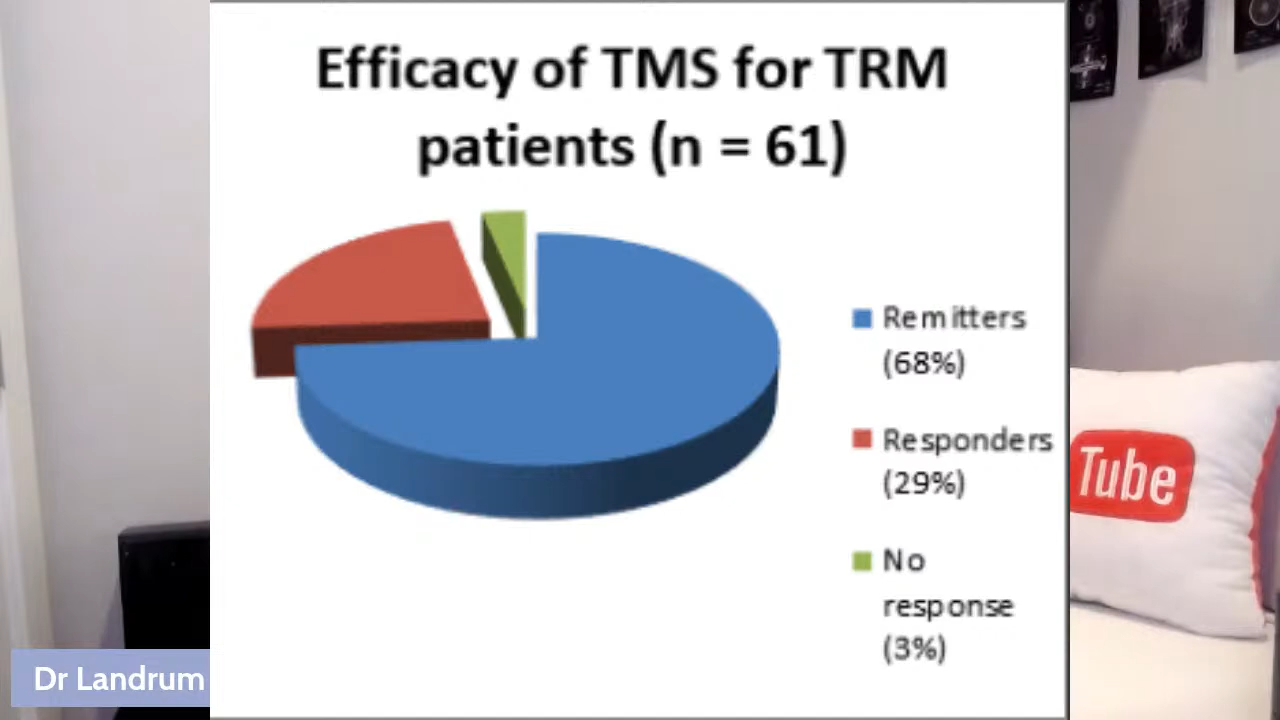 Efficacy of TMS for TRM
patients (n = 61)
Remitters
(68%)
Responders
(29%)
No
response
(3%)
Tube
Dr Landrum